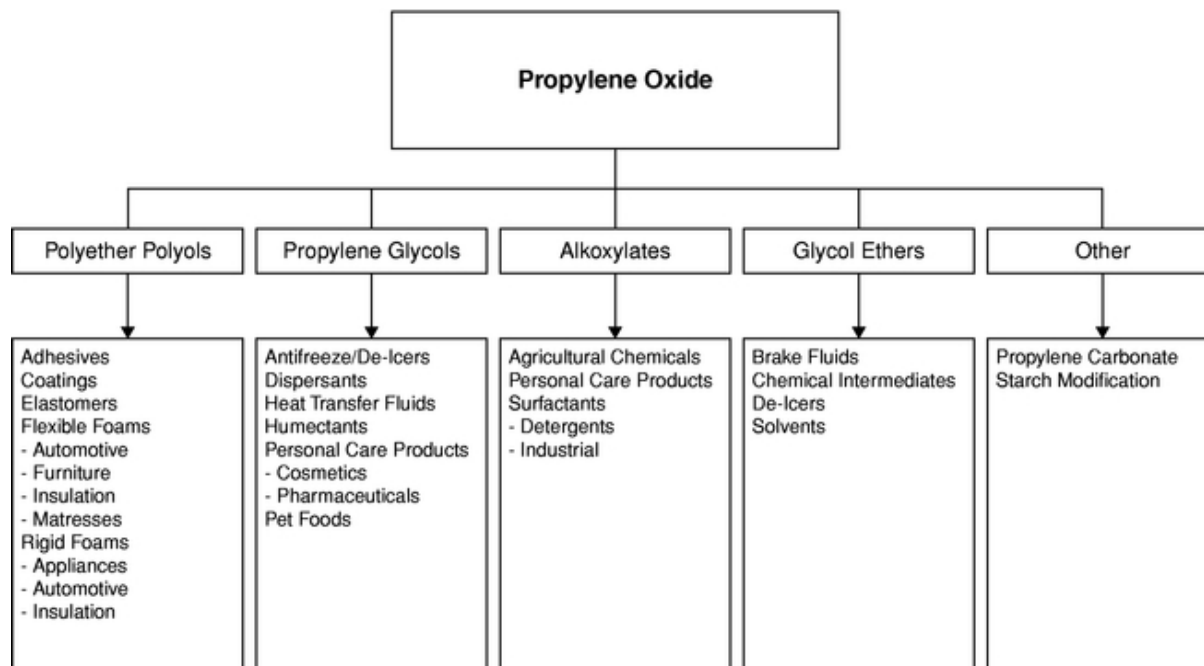 Propylene Oxide
Polyether Polyols
Propylene Glycols
Alkoxylates
Glycol Ethers
Other
Adhesives
Coatings
Elastomers
Flexible Foams
- Automotive
- Furniture
- Insulation
- Matresses
Rigid Foams
- Appliances
- Automotive
- Insulation
Antifreeze/De-Icers
Dispersants
Heat Transfer Fluids
Humectants
Personal Care Products
- Cosmetics
- Pharmaceuticals
Pet Foods
Agricultural Chemicals
Personal Care Products
Surfactants
- Detergents
- Industrial
Brake Fluids
Chemical Intermediates
De-Icers
Solvents
Propylene Carbonate
Starch Modification